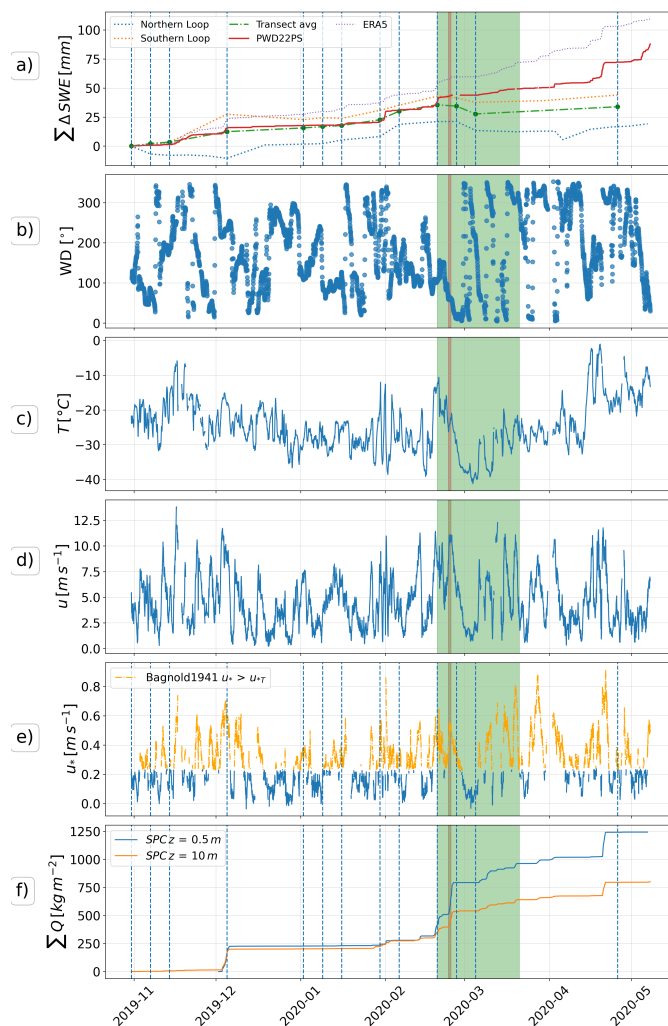 a)
Northern Loop
Southern Loop
Transect avg
PWD22PS
ERA5
∑ Δ SWE [mm]
100
75
50
25
0
b)
WD [°]
300
200
100
0
c)
T [°C]
0
−10
−20
−30
−40
d)
u [m s⁻¹]
12.5
10.0
7.5
5.0
2.5
0.0
e)
Bagnold1941 u* > u*T
u* [m s⁻¹]
0.8
0.6
0.4
0.2
0.0
f)
SPC z = 0.5 m
SPC z = 10 m
∑ Q [kg m⁻²]
1250
1000
750
500
250
0
2019-11
2019-12
2020-01
2020-02
2020-03
2020-04
2020-05